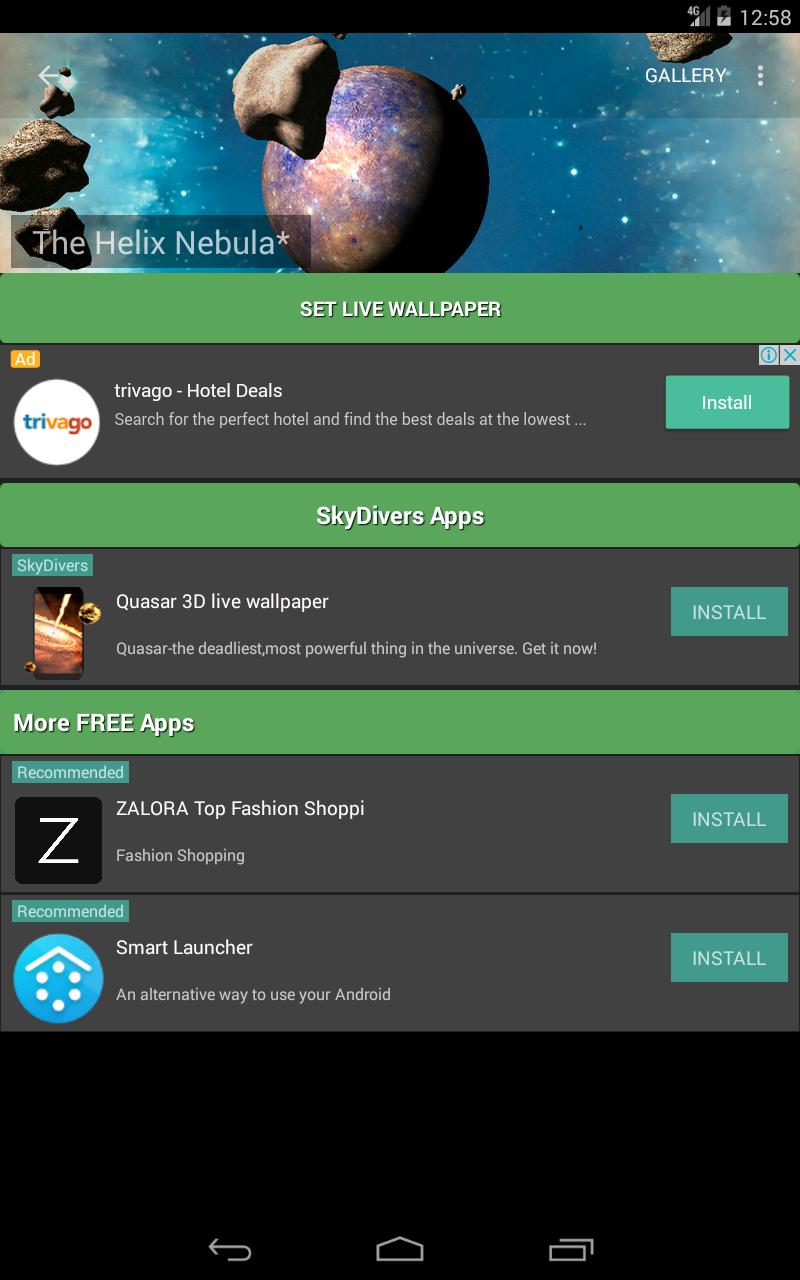 4G 12:58
GALLERY
The Helix Nebula*
SET LIVE WALLPAPER
Ad
trivago - Hotel Deals
Install
trivago
Search for the perfect hotel and find the best deals at the lowest ...
SkyDivers Apps
SkyDivers
Quasar 3D live wallpaper
INSTALL
Quasar-the deadliest,most powerful thing in the universe. Get it now!
More FREE Apps
Recommended
ZALORA Top Fashion Shoppi
INSTALL
Z
Fashion Shopping
Recommended
Smart Launcher
INSTALL
An alternative way to use your Android